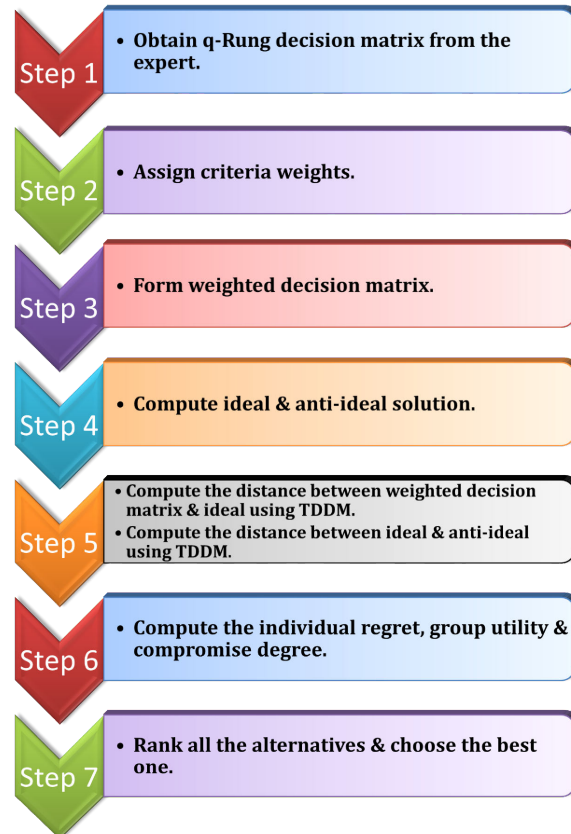 Step 1
• Obtain q-Rung decision matrix from the
expert.
Step 2
• Assign criteria weights.
Step 3
• Form weighted decision matrix.
Step 4
• Compute ideal & anti-ideal solution.
Step 5
• Compute the distance between weighted decision
matrix & ideal using TDDM.
• Compute the distance between ideal & anti-ideal
using TDDM.
Step 6
• Compute the individual regret, group utility &
compromise degree.
Step 7
• Rank all the alternatives & choose the best
one.